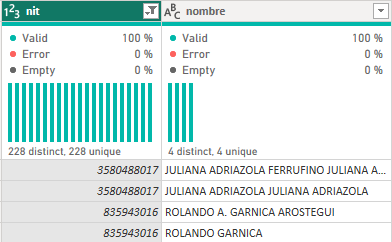 1²3 nit
ABC nombre
Valid 100 %
Error 0 %
Empty 0 %
Valid 100 %
Error 0 %
Empty 0 %
228 distinct, 228 unique
4 distinct, 4 unique
3580488017 JULIANA ADRIAZOLA FERRUFINO JULIANA A...
3580488017 JULIANA ADRIAZOLA JULIANA ADRIAZOLA
835943016 ROLANDO A. GARNICA AROSTEGUI
835943016 ROLANDO GARNICA